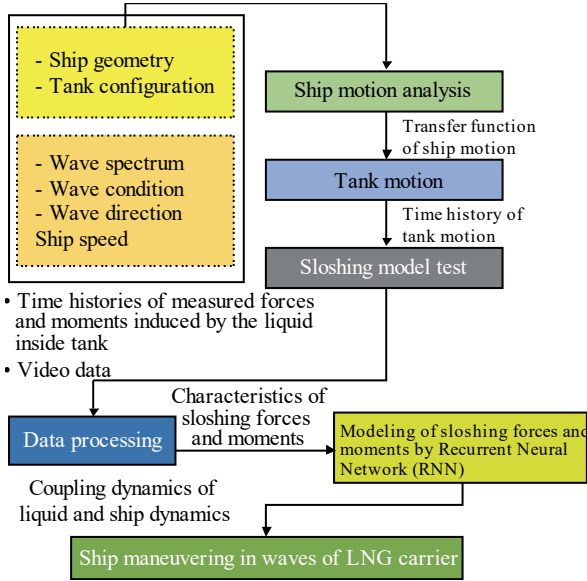 - Ship geometry
- Tank configuration
- Wave spectrum
- Wave condition
- Wave direction
Ship speed
Ship motion analysis
Transfer function
of ship motion
Tank motion
Time history of
tank motion
Sloshing model test
• Time histories of measured forces
and moments induced by the liquid
inside tank
• Video data
Characteristics of
sloshing forces
and moments
Data processing
Modeling of sloshing forces and
moments by Recurrent Neural
Network (RNN)
Coupling dynamics of
liquid and ship dynamics
Ship maneuvering in waves of LNG carrier